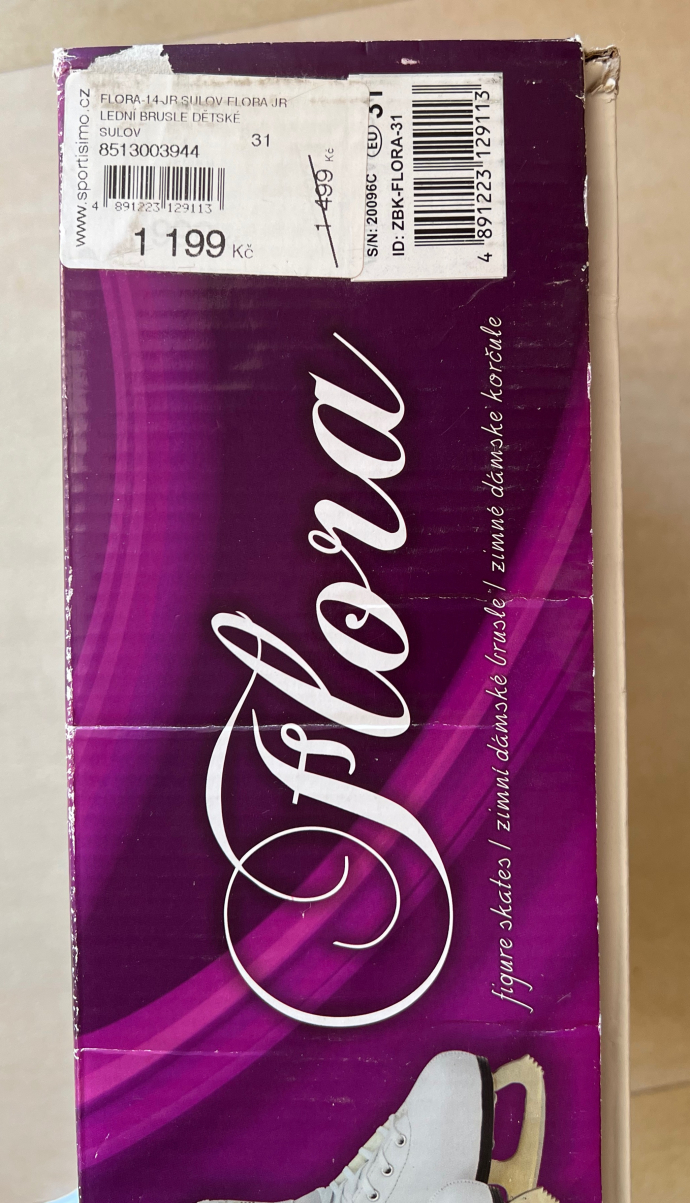 www.sportisimo.cz
FLORA-14-JR SULOV FLORA JR
LEDNÍ BRUSLE DĚTSKÉ
SULOV
31
8513003944
4 891223 129113
1 199 Kč
1 499 Kč
S/N: 20096C EU 31
ID: ZBK-FLORA-31
4 891223 129113
Flora
figure skates / zimní dámské brusle / zimné dámske korčule